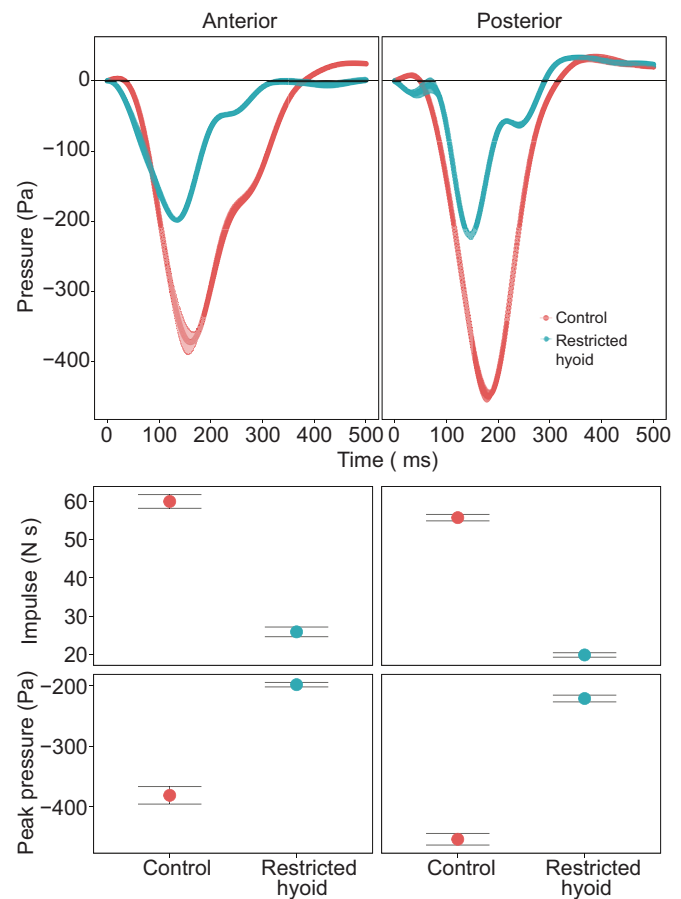 Anterior
Posterior
Pressure (Pa)
0
−100
−200
−300
−400
Control
Restricted
hyoid
0 100 200 300 400 500
0 100 200 300 400 500
Time ( ms)
Impulse (N s)
60
50
40
30
20
Peak pressure (Pa)
−200
−300
−400
Control
Restricted
hyoid
Control
Restricted
hyoid